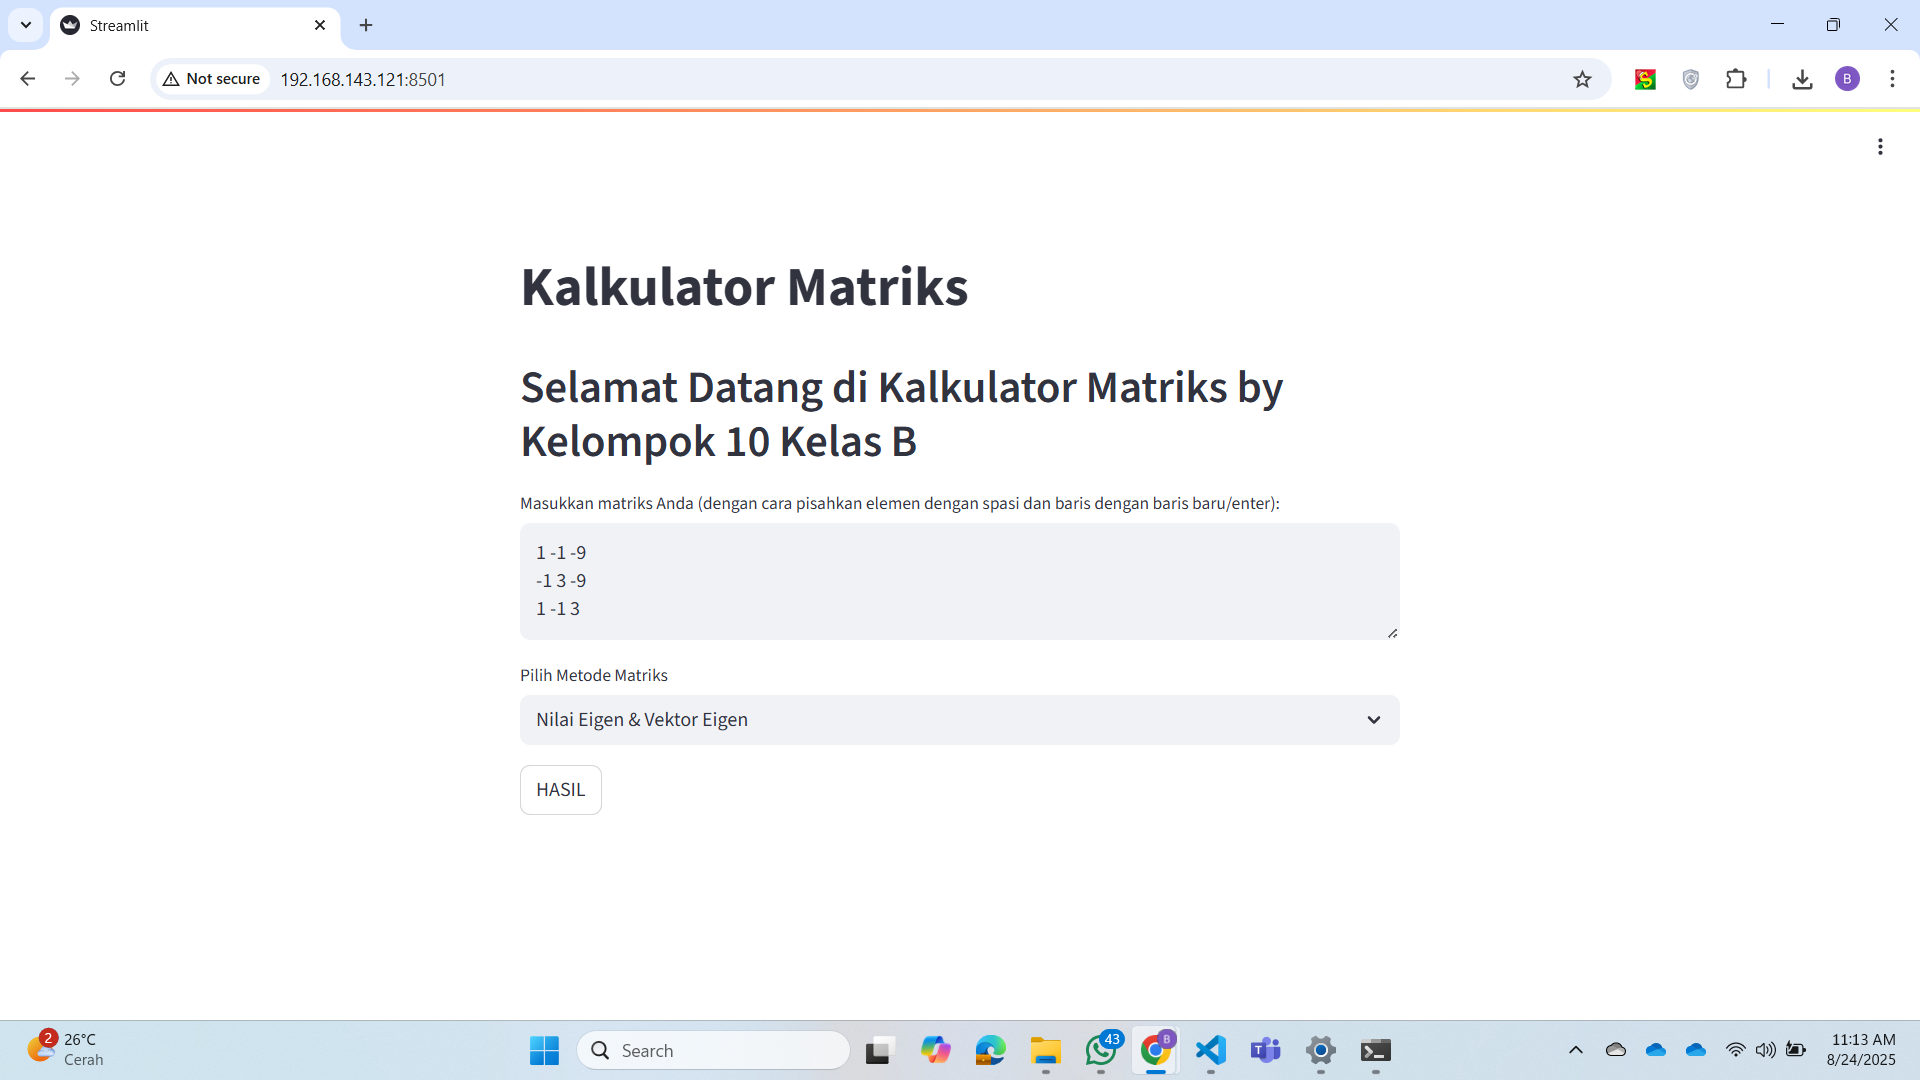 Streamlit
Not secure
192.168.143.121:8501
B
Kalkulator Matriks
Selamat Datang di Kalkulator Matriks by
Kelompok 10 Kelas B
Masukkan matriks Anda (dengan cara pisahkan elemen dengan spasi dan baris dengan baris baru/enter):
1 -1 -9
-1 3 -9
1 -1 3
Pilih Metode Matriks
Nilai Eigen & Vektor Eigen
HASIL
2
26°C
Cerah
Search
43
B
T
11:13 AM
8/24/2025